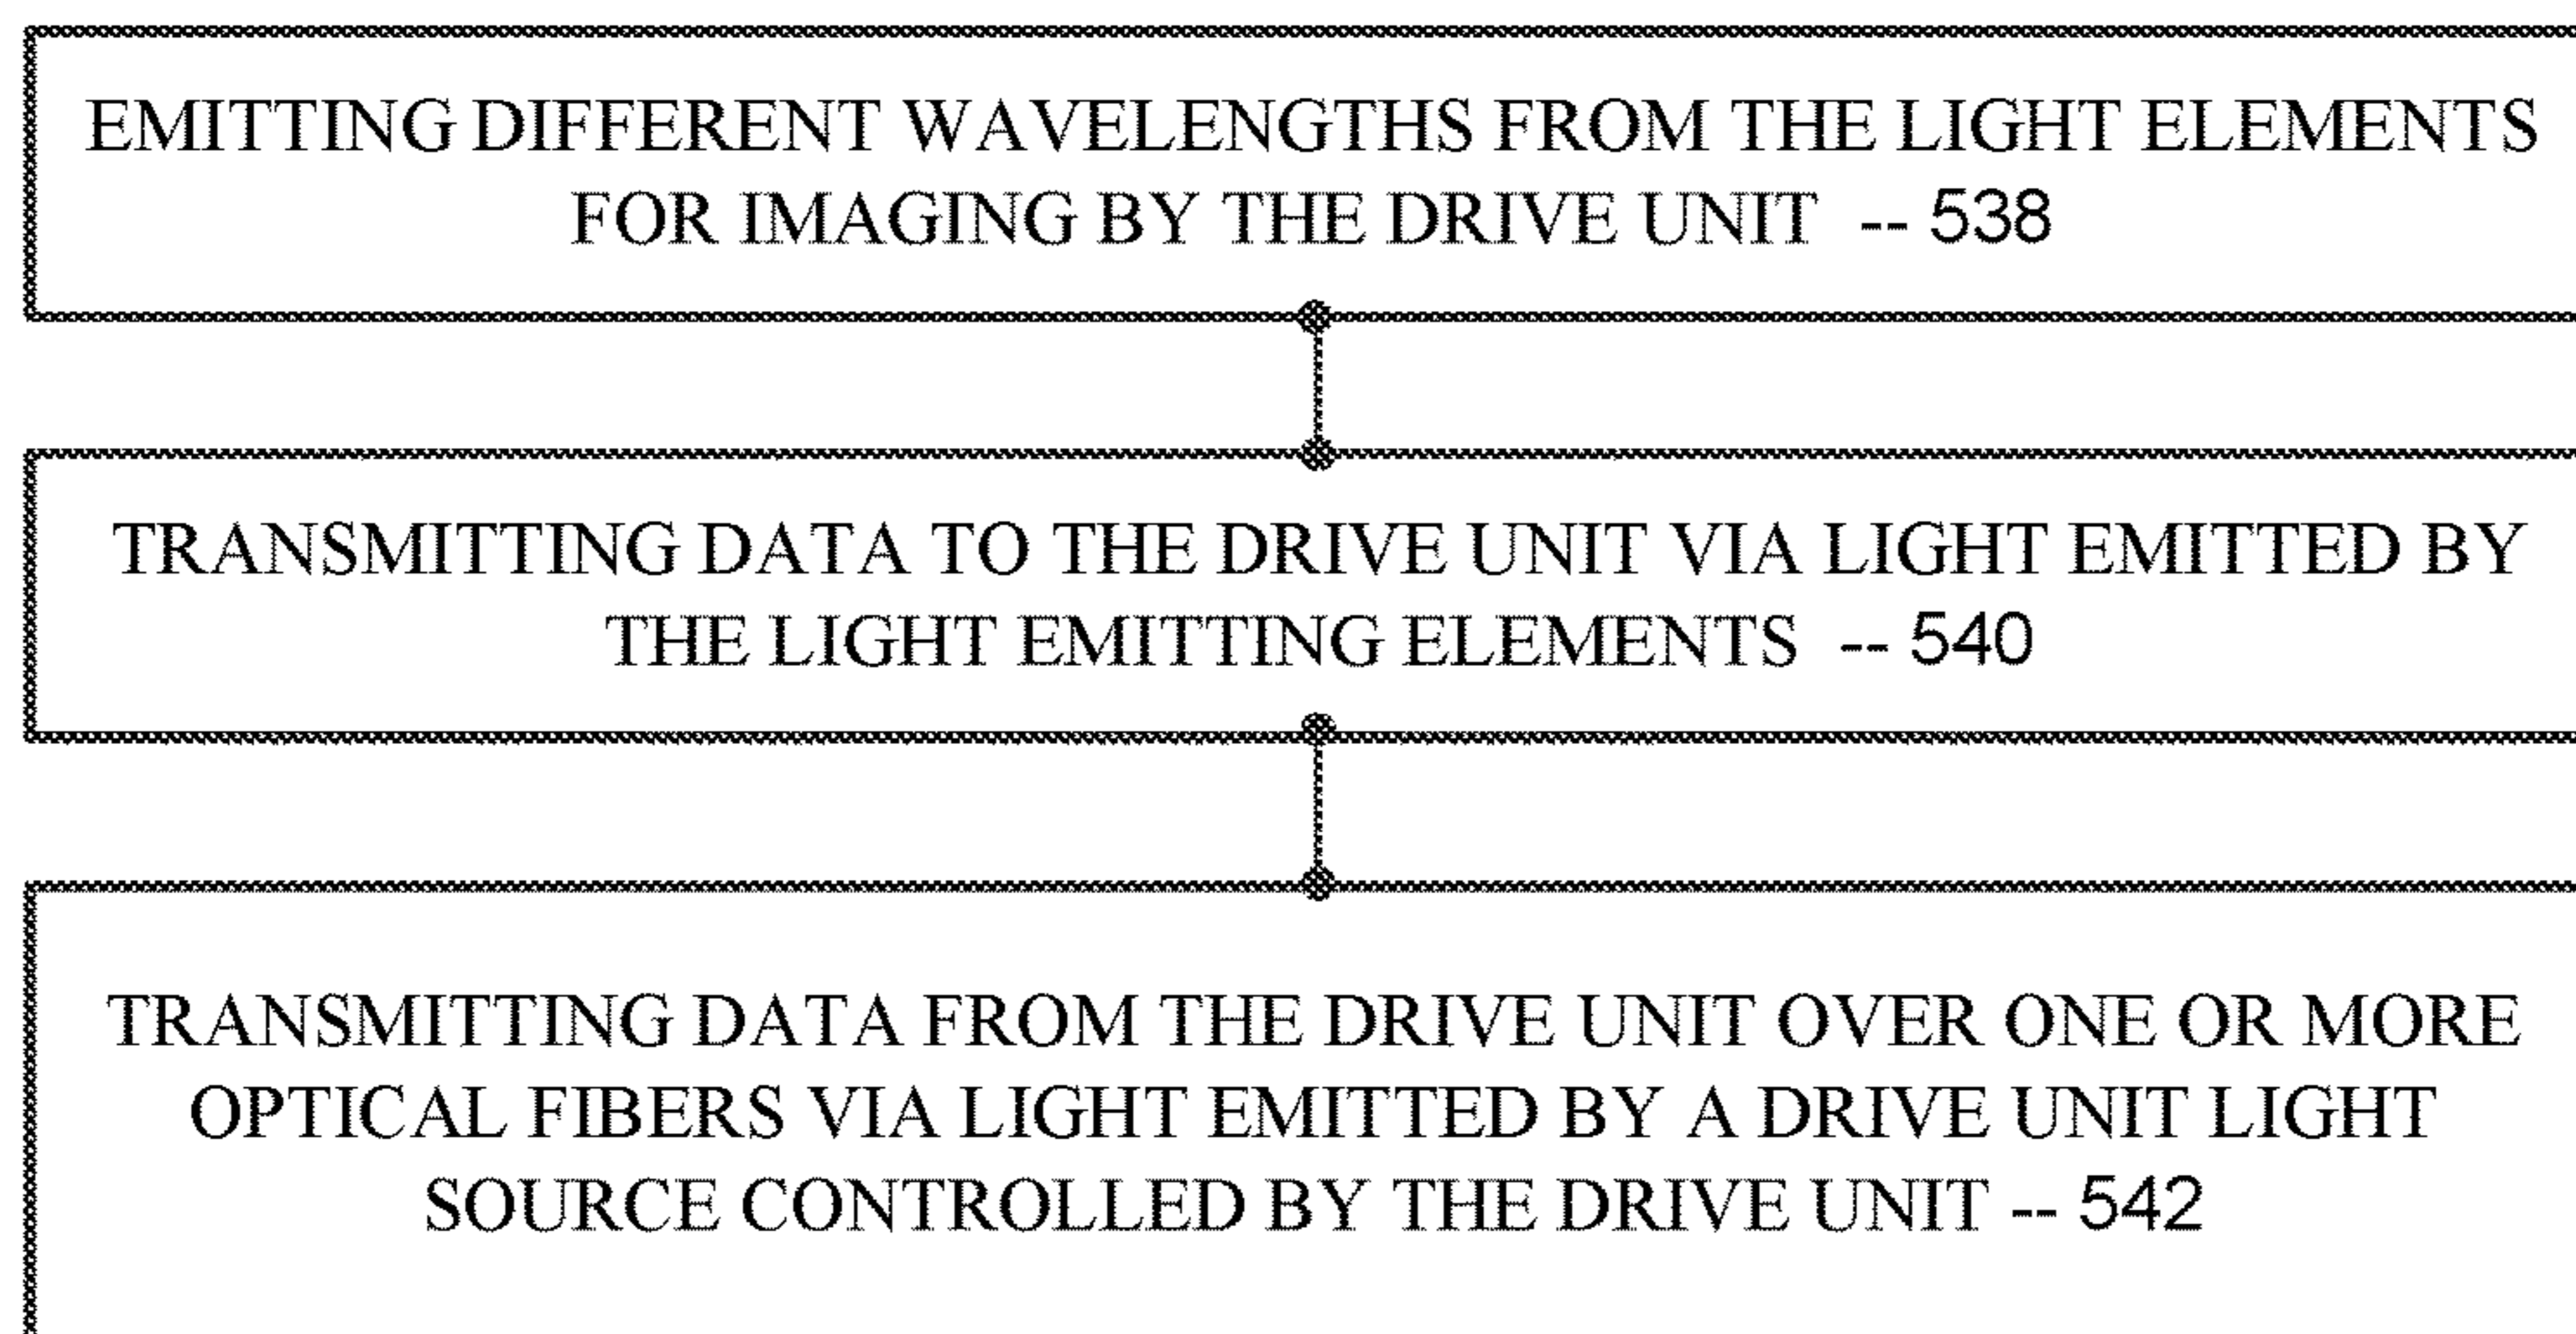 EMITTING DIFFERENT WAVELENGTHS FROM THE LIGHT ELEMENTS
FOR IMAGING BY THE DRIVE UNIT -- 538
TRANSMITTING DATA TO THE DRIVE UNIT VIA LIGHT EMITTED BY
THE LIGHT EMITTING ELEMENTS -- 540
TRANSMITTING DATA FROM THE DRIVE UNIT OVER ONE OR MORE
OPTICAL FIBERS VIA LIGHT EMITTED BY A DRIVE UNIT LIGHT
SOURCE CONTROLLED BY THE DRIVE UNIT -- 542